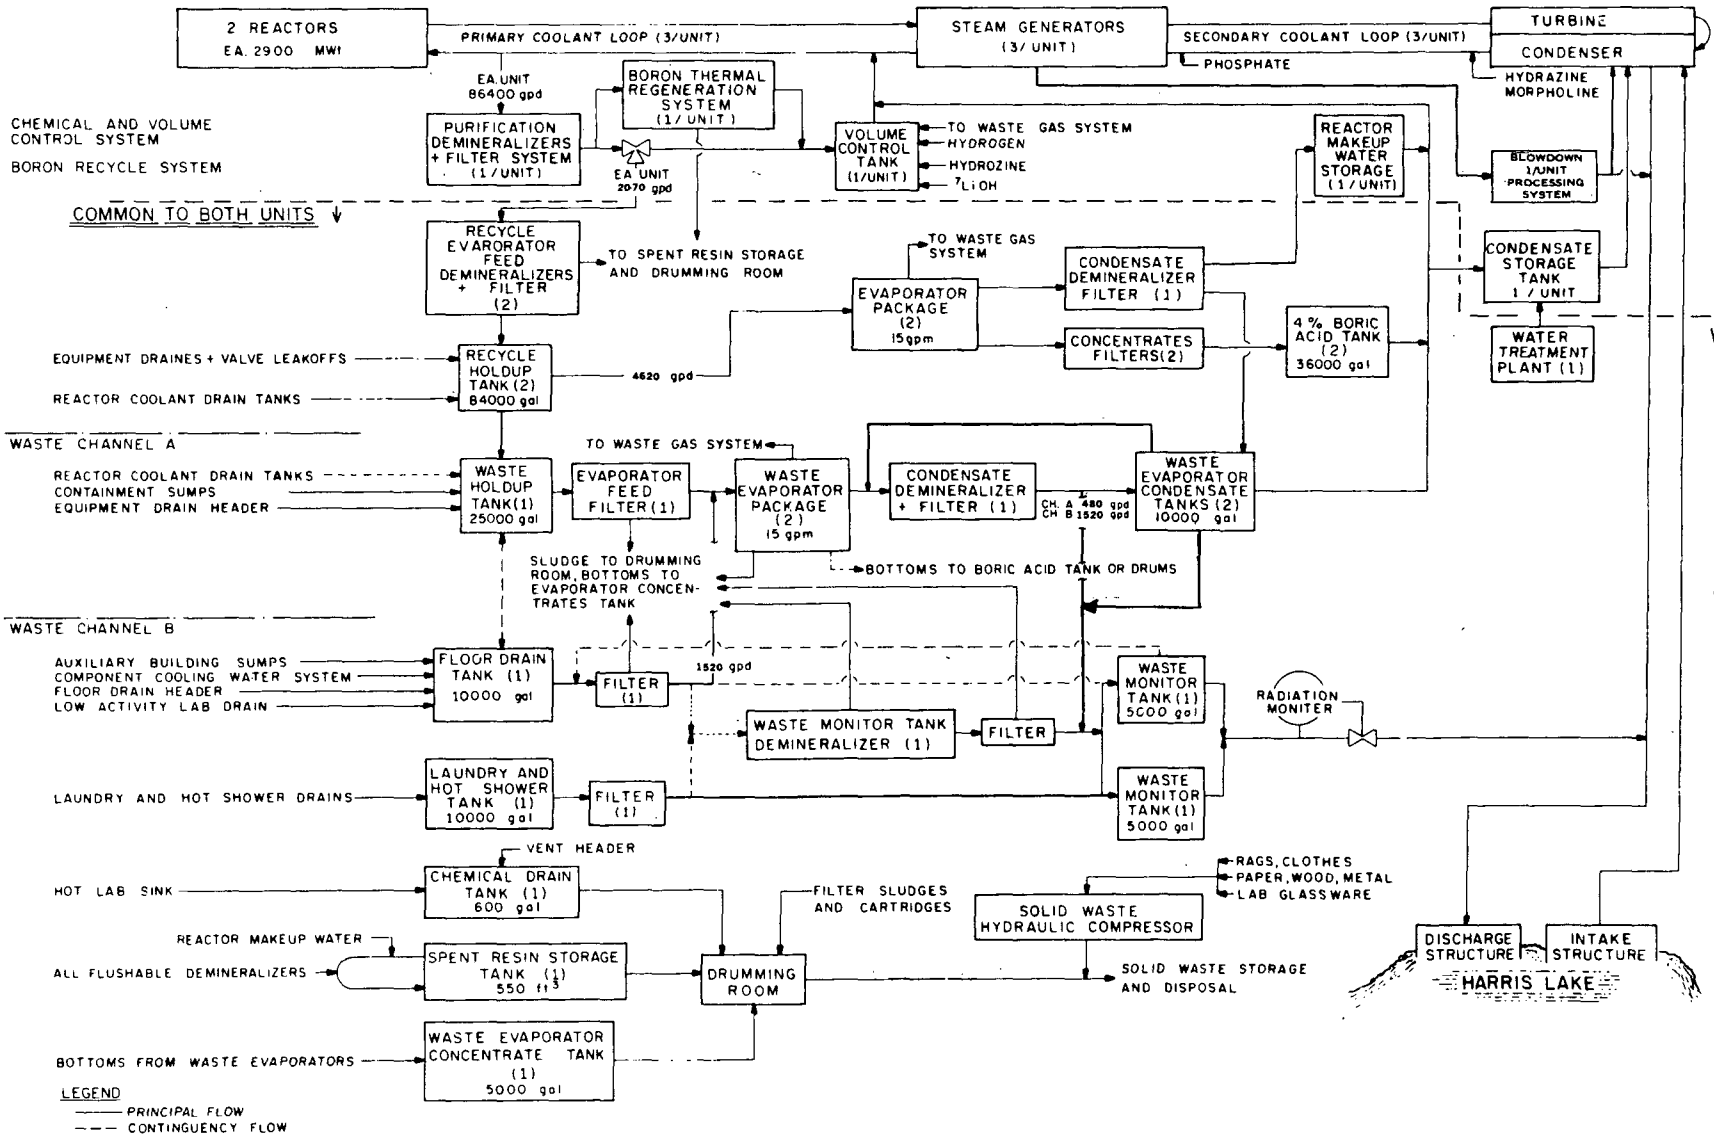 2 REACTORS
EA. 2900 MWt
PRIMARY COOLANT LOOP (3/UNIT)
STEAM GENERATORS
(3/ UNIT)
SECONDARY COOLANT LOOP (3/UNIT)
PHOSPHATE
TURBINE
CONDENSER
HYDRAZINE
MORPHOLINE
EA. UNIT
86400 gpd
BORON THERMAL
REGENERATION
SYSTEM
(1/ UNIT)
CHEMICAL AND VOLUME
CONTROL SYSTEM
BORON RECYCLE SYSTEM
PURIFICATION
DEMINERALIZERS
+ FILTER SYSTEM
(1/UNIT)
EA UNIT
2070 gpd
VOLUME
CONTROL
TANK
(1/UNIT)
TO WASTE GAS SYSTEM
HYDROGEN
HYDROZINE
7LiOH
REACTOR
MAKEUP
WATER
STORAGE
(1/UNIT)
BLOWDOWN
1/UNIT
PROCESSING
SYSTEM
COMMON TO BOTH UNITS
RECYCLE
EVARORATOR
FEED
DEMINERALIZERS
+ FILTER
(2)
TO SPENT RESIN STORAGE
AND DRUMMING ROOM
TO WASTE GAS
SYSTEM
EVAPORATOR
PACKAGE
(2)
15gpm
CONDENSATE
DEMINERALIZER
FILTER (1)
CONCENTRATES
FILTERS(2)
4% BORIC
ACID TANK
(2)
36000 gal
CONDENSATE
STORAGE
TANK
1 / UNIT
WATER
TREATMENT
PLANT (1)
EQUIPMENT DRAINES + VALVE LEAKOFFS
REACTOR COOLANT DRAIN TANKS
RECYCLE
HOLDUP
TANK(2)
84000 gal
4620 gpd
WASTE CHANNEL A
REACTOR COOLANT DRAIN TANKS
CONTAINMENT SUMPS
EQUIPMENT DRAIN HEADER
WASTE
HOLDUP
TANK(1)
25000 gal
EVAPORATOR
FEED
FILTER(1)
TO WASTE GAS SYSTEM
WASTE
EVAPORATOR
PACKAGE
(2)
15 gpm
CONDENSATE
DEMINERALIZER
+ FILTER (1)
CH. A 480 gpd
CH B 1520 gpd
WASTE
EVAPORATOR
CONDENSATE
TANKS (2)
10000 gal
SLUDGE TO DRUMMING
ROOM, BOTTOMS TO
EVAPORATOR CONCEN-
TRATES TANK
BOTTOMS TO BORIC ACID TANK OR DRUMS
WASTE CHANNEL B
AUXILIARY BUILDING SUMPS
COMPONENT COOLING WATER SYSTEM
FLOOR DRAIN HEADER
LOW ACTIVITY LAB DRAIN
FLOOR DRAIN
TANK (1)
10000 gal
FILTER
(1)
1520 gpd
WASTE MONITOR TANK
DEMINERALIZER (1)
FILTER
WASTE
MONITOR
TANK(1)
5000 gal
RADIATION
MONITER
LAUNDRY AND HOT SHOWER DRAINS
LAUNDRY AND
HOT SHOWER
TANK (1)
10000 gal
FILTER
(1)
WASTE
MONITOR
TANK(1)
5000 gal
VENT HEADER
HOT LAB SINK
CHEMICAL DRAIN
TANK (1)
600 gal
FILTER SLUDGES
AND CARTRIDGES
RAGS, CLOTHES
PAPER, WOOD, METAL
LAB GLASSWARE
SOLID WASTE
HYDRAULIC COMPRESSOR
REACTOR MAKEUP WATER
ALL FLUSHABLE DEMINERALIZERS
SPENT RESIN STORAGE
TANK (1)
550 ft3
DRUMMING
ROOM
SOLID WASTE STORAGE
AND DISPOSAL
DISCHARGE
STRUCTURE
INTAKE
STRUCTURE
HARRIS LAKE
BOTTOMS FROM WASTE EVAPORATORS
WASTE EVAPORATOR
CONCENTRATE TANK
(1)
5000 gal
LEGEND
PRINCIPAL FLOW
CONTINGUENCY FLOW